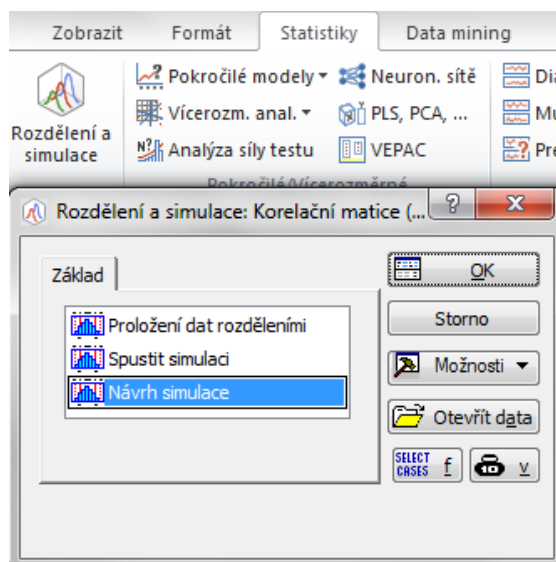 Zobrazit Formát Statistiky Data mining
Pokročilé modely Neuron. sítě
Vícerozm. anal. PLS, PCA, ...
Rozdělení a simulace
Analýza síly testu VEPAC
Pokročilé/Vícerozměrné
Rozdělení a simulace: Korelační matice (...
Základ
OK
Proložení dat rozděleními
Storno
Spustit simulaci
Možnosti
Návrh simulace
Otevřít data
SELECT CASES f v